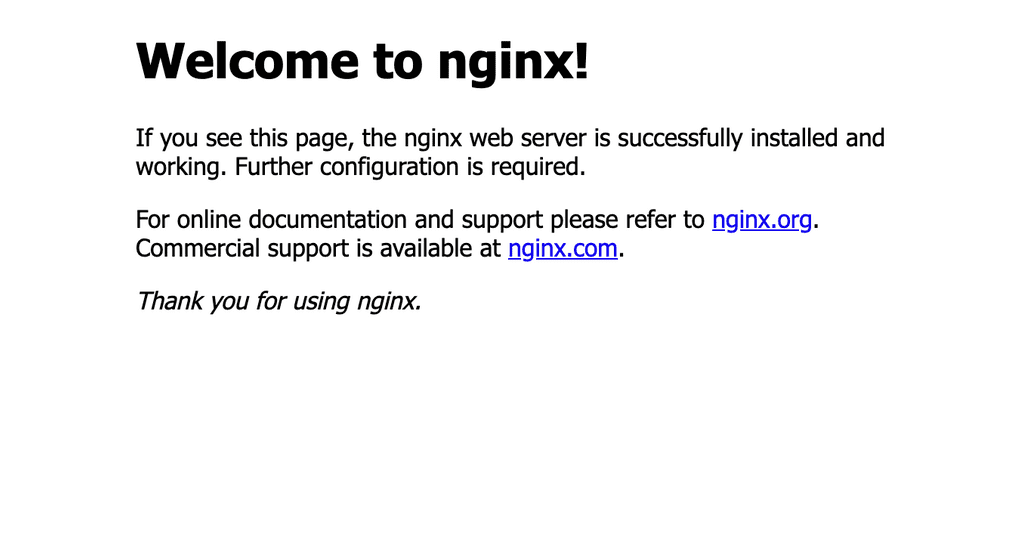 Welcome to nginx!
If you see this page, the nginx web server is successfully installed and
working. Further configuration is required.
For online documentation and support please refer to nginx.org.
Commercial support is available at nginx.com.
Thank you for using nginx.